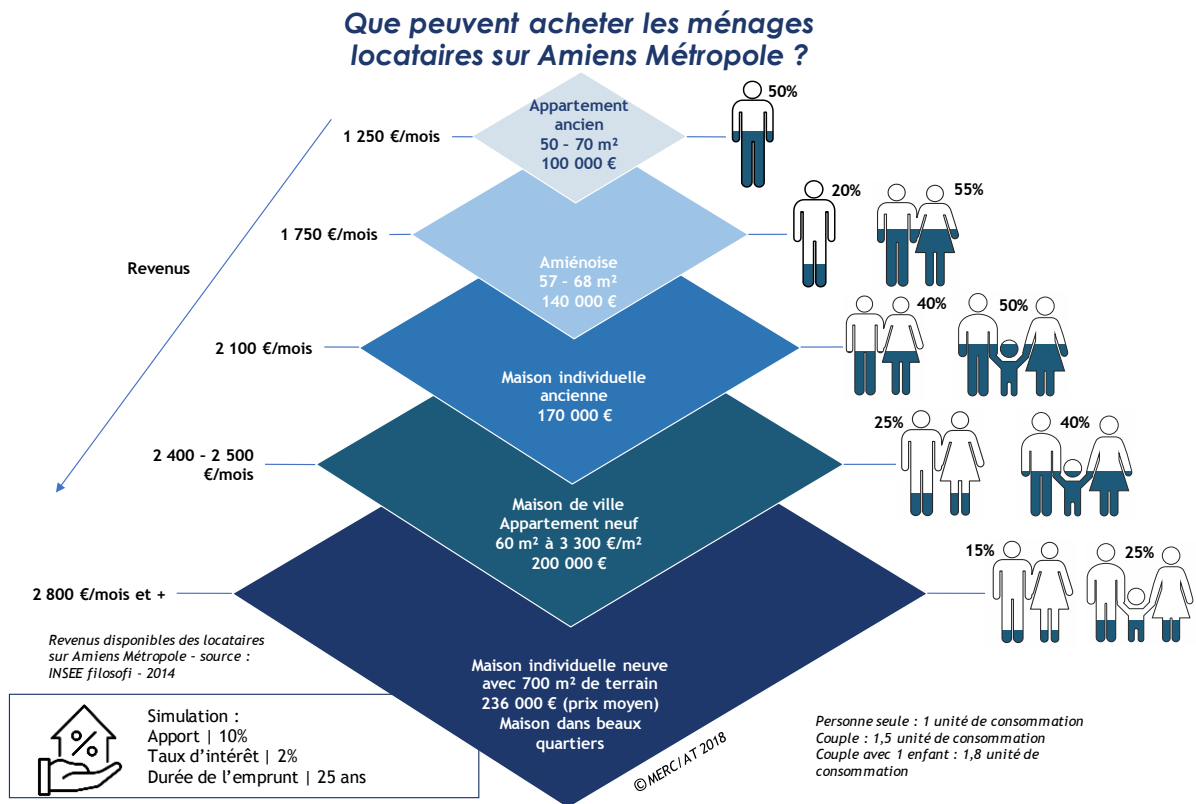 Que peuvent acheter les ménages
locataires sur Amiens Métropole ?
Appartement
ancien
50 – 70 m²
100 000 €
1 250 €/mois
50%
Amiénoise
57 – 68 m²
140 000 €
1 750 €/mois
20%
55%
Revenus
Maison individuelle
ancienne
170 000 €
2 100 €/mois
40%
50%
Maison de ville
Appartement neuf
60 m² à 3 300 €/m²
200 000 €
2 400 – 2 500
€/mois
25%
40%
Maison individuelle neuve
avec 700 m² de terrain
236 000 € (prix moyen)
Maison dans beaux
quartiers
2 800 €/mois et +
15%
25%
Revenus disponibles des locataires
sur Amiens Métropole – source :
INSEE filosofi - 2014
%
Simulation :
Apport | 10%
Taux d'intérêt | 2%
Durée de l'emprunt | 25 ans
© MERC/AT 2018
Personne seule : 1 unité de consommation
Couple : 1,5 unité de consommation
Couple avec 1 enfant : 1,8 unité de
consommation